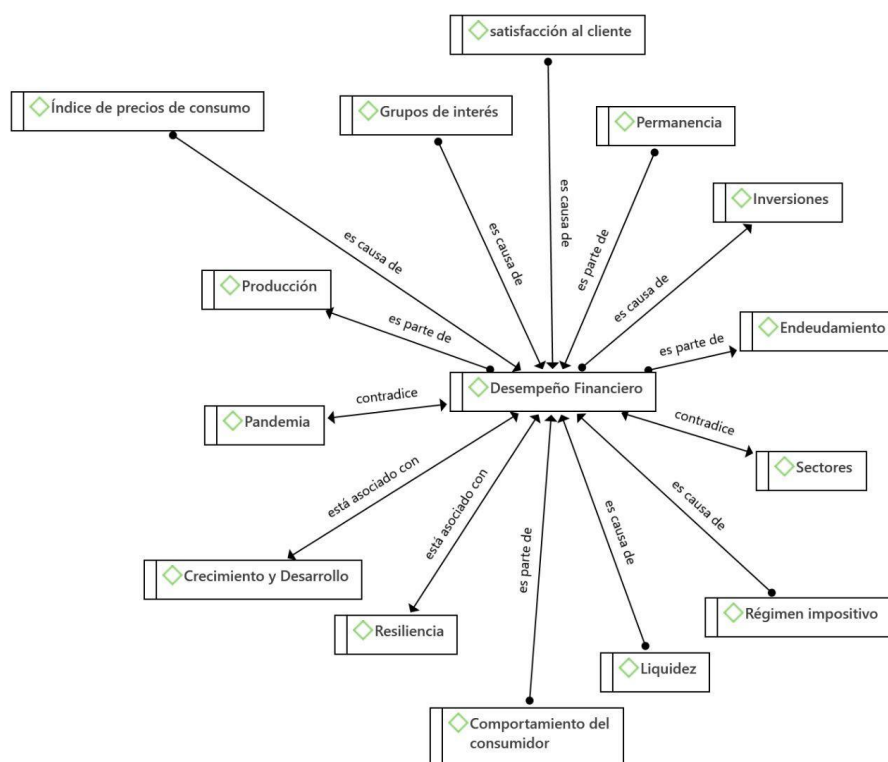 satisfacción al cliente
Índice de precios de consumo
Grupos de interés
Permanencia
Inversiones
es causa de
es causa de
es causa de
es parte de
es causa de
Producción
es parte de
Endeudamiento
es parte de
Desempeño Financiero
contradice
Pandemia
contradice
Sectores
está asociado con
está asociado con
es parte de
es causa de
es causa de
Crecimiento y Desarrollo
Resiliencia
Régimen impositivo
Liquidez
Comportamiento del
consumidor